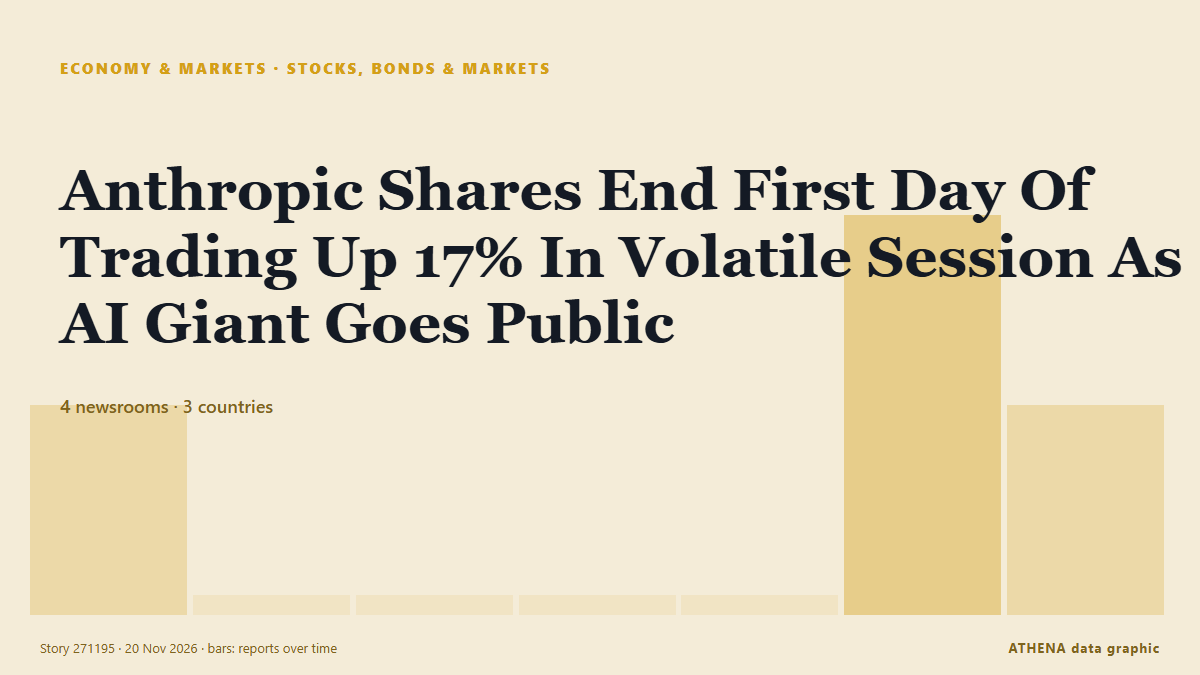 ECONOMY & MARKETS · STOCKS, BONDS & MARKETS
Anthropic Shares End First Day Of
Trading Up 17% In Volatile Session As
AI Giant Goes Public
4 newsrooms · 3 countries
Story 271195 · 20 Nov 2026 · bars: reports over time
ATHENA data graphic